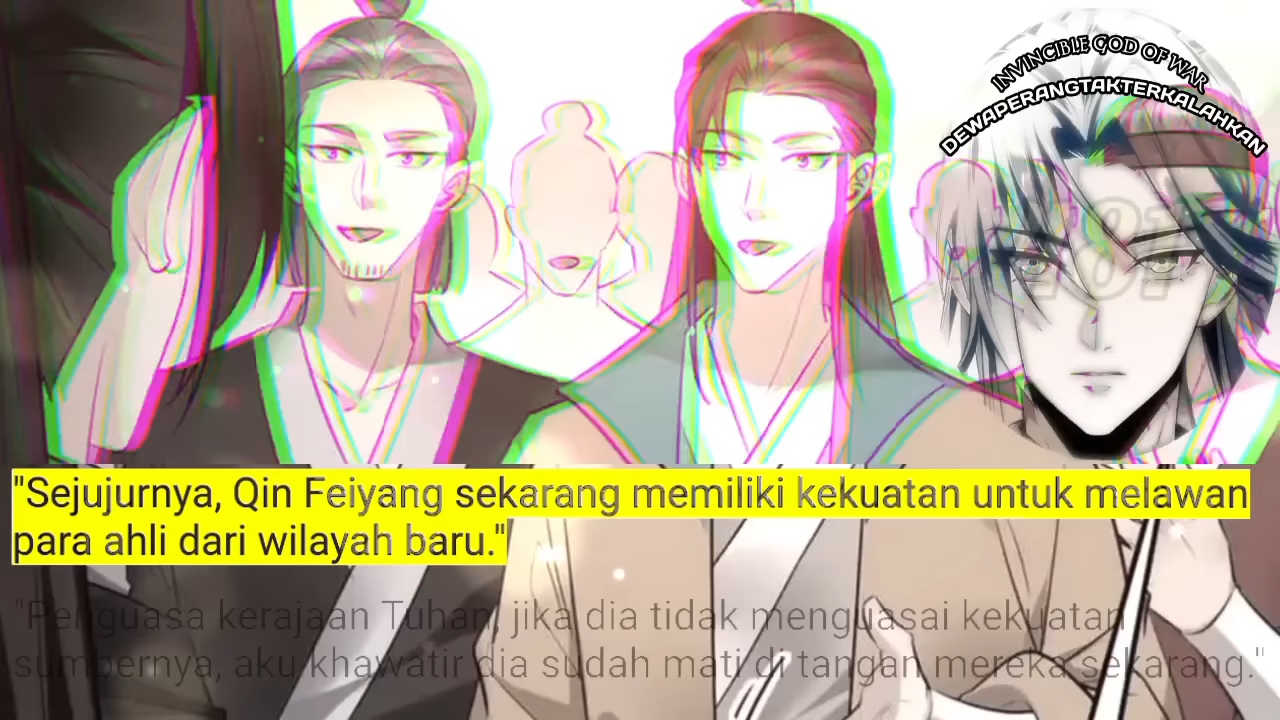 INVINCIBLE GOD OF WAR
DEWAPERANGTAKTERKALAHKAN
"Sejujurnya, Qin Feiyang sekarang memiliki kekuatan untuk melawan
para ahli dari wilayah baru."
"Penguasa kerajaan Tuhan, jika dia tidak menguasai kekuatan
sumbernya, aku khawatir dia sudah mati di tangan mereka sekarang."